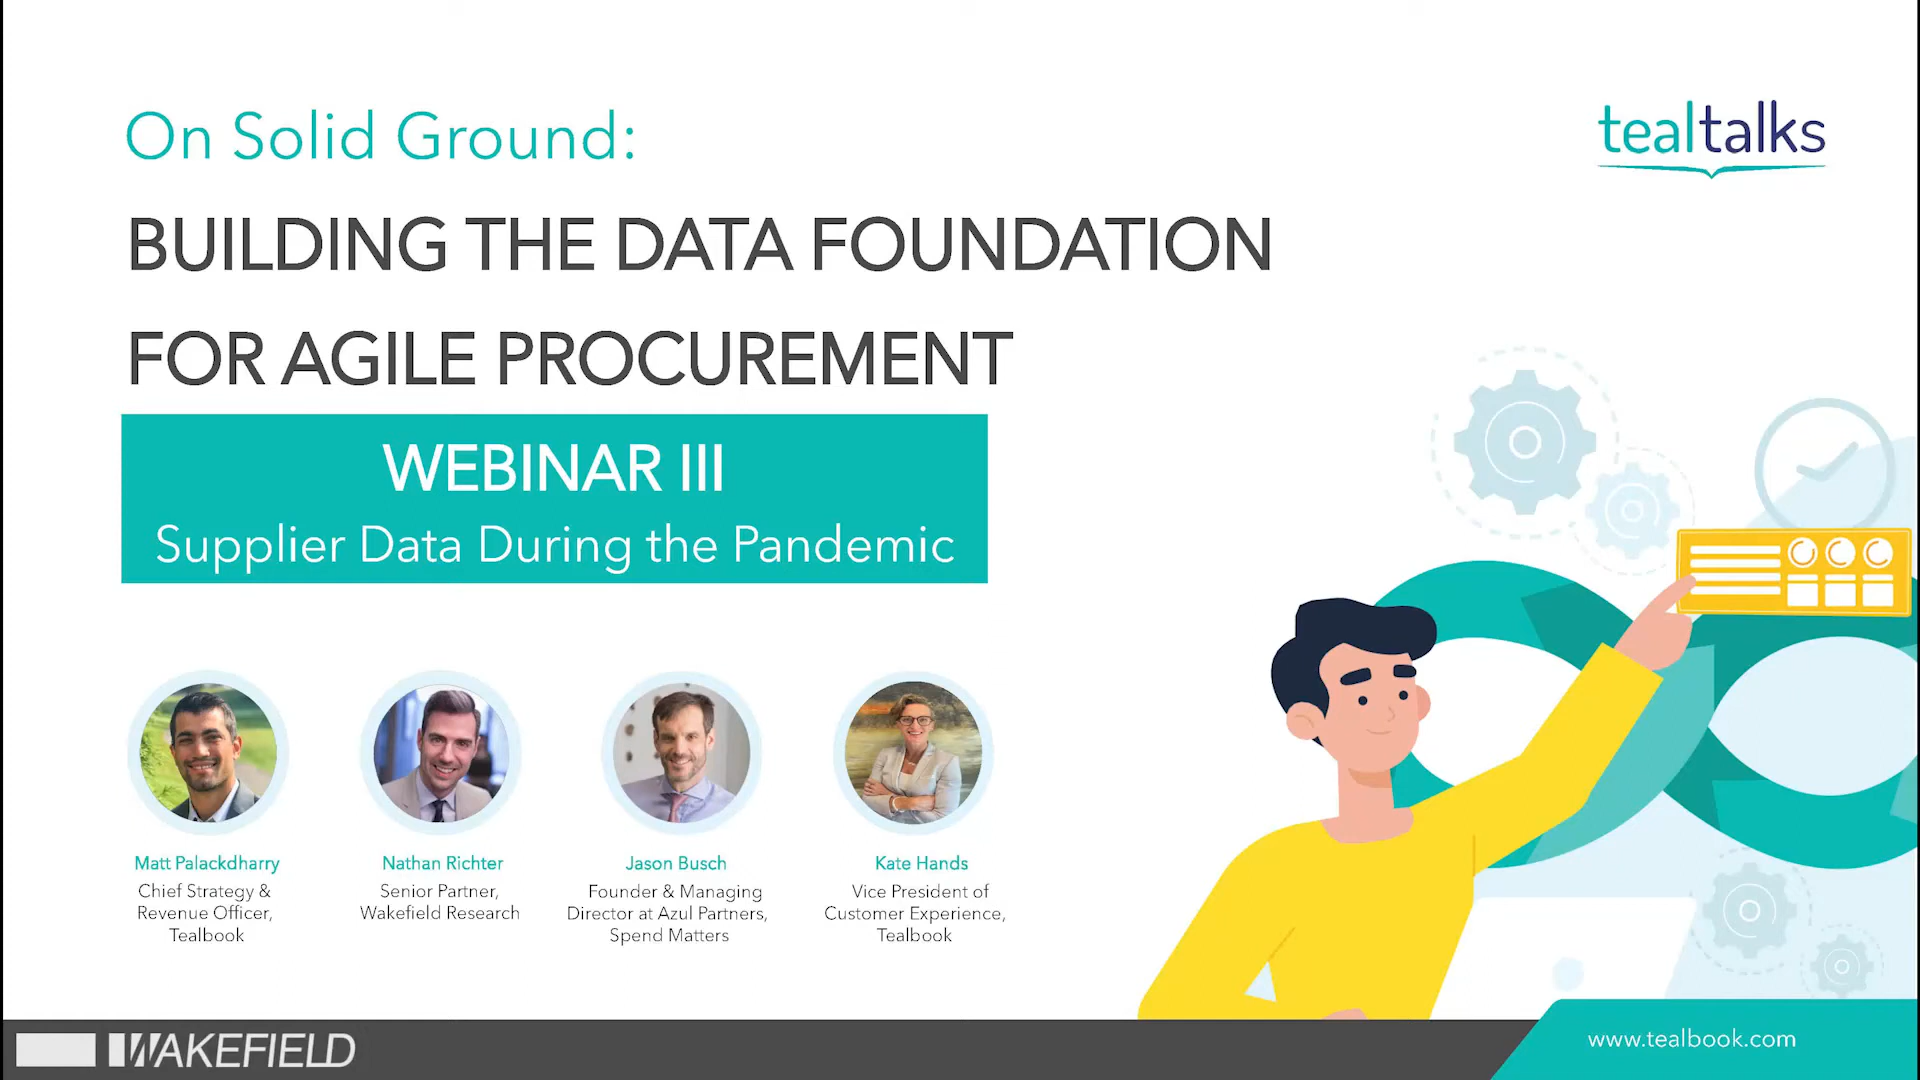 On Solid Ground:
tealtalks
BUILDING THE DATA FOUNDATION
FOR AGILE PROCUREMENT
WEBINAR III
Supplier Data During the Pandemic
Matt Palackdharry
Chief Strategy &
Revenue Officer,
Tealbook
Nathan Richter
Senior Partner,
Wakefield Research
Jason Busch
Founder & Managing
Director at Azul Partners,
Spend Matters
Kate Hands
Vice President of
Customer Experience,
Tealbook
WAKEFIELD
www.tealbook.com